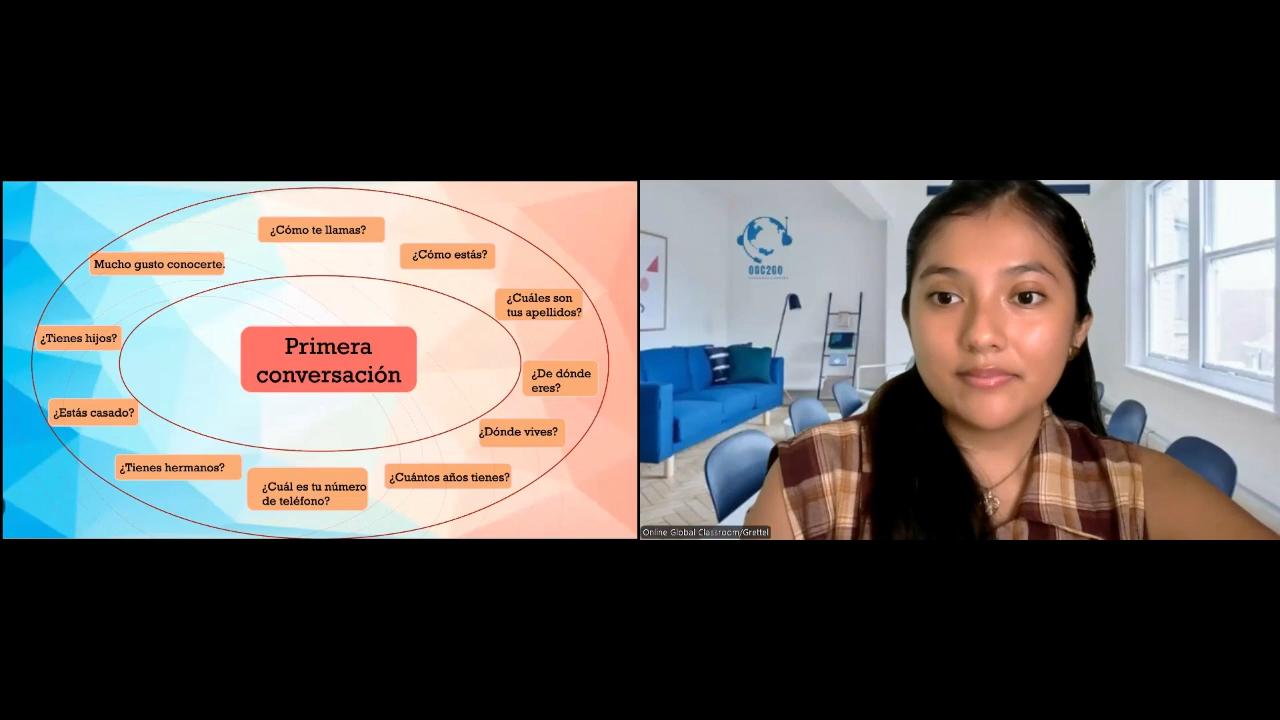 ¿Cómo te llamas?
¿Cómo estás?
Mucho gusto conocerte.
¿Cuáles son
tus apellidos?
¿Tienes hijos?
Primera
conversación
¿De dónde
eres?
¿Estás casado?
¿Dónde vives?
¿Tienes hermanos?
¿Cuál es tu número
de teléfono?
¿Cuántos años tienes?
OGC2GO
Online Global Classroom/Grettel